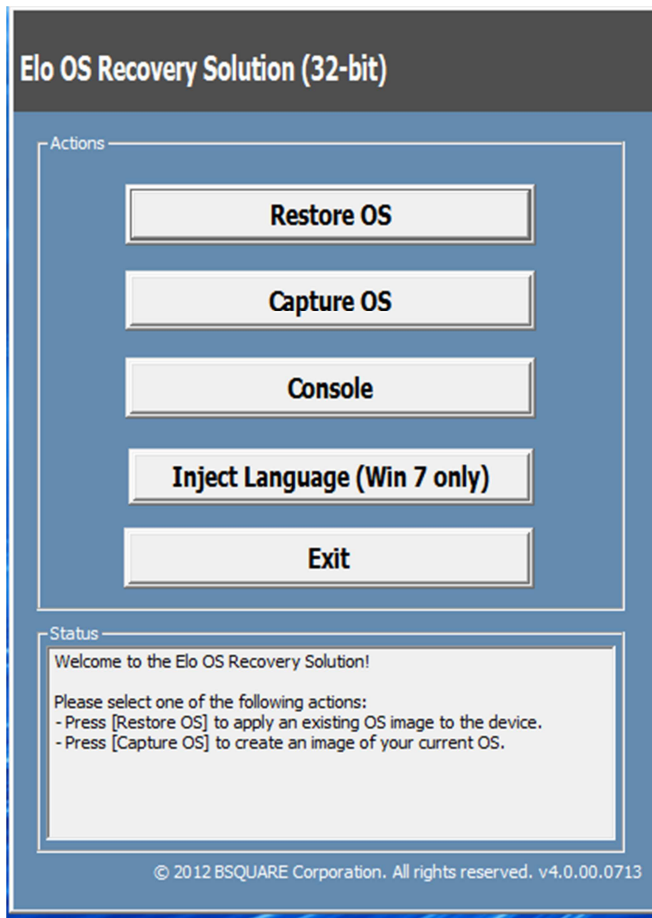 Elo OS Recovery Solution (32-bit)
Actions
Restore OS
Capture OS
Console
Inject Language (Win 7 only)
Exit
Status
Welcome to the Elo OS Recovery Solution!
Please select one of the following actions:
- Press [Restore OS] to apply an existing OS image to the device.
- Press [Capture OS] to create an image of your current OS.
© 2012 BSQUARE Corporation. All rights reserved. v4.0.00.0713